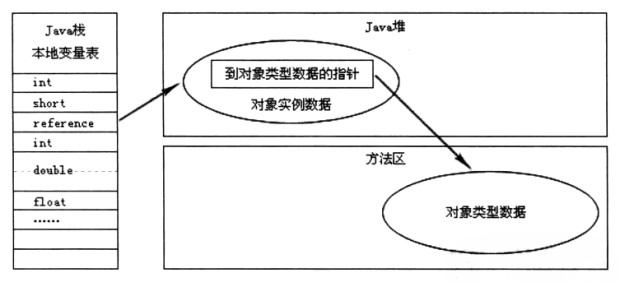 Java栈
本地变量表
int
short
reference
int
double
float
……
Java堆
到对象类型数据的指针
对象实例数据
方法区
对象类型数据